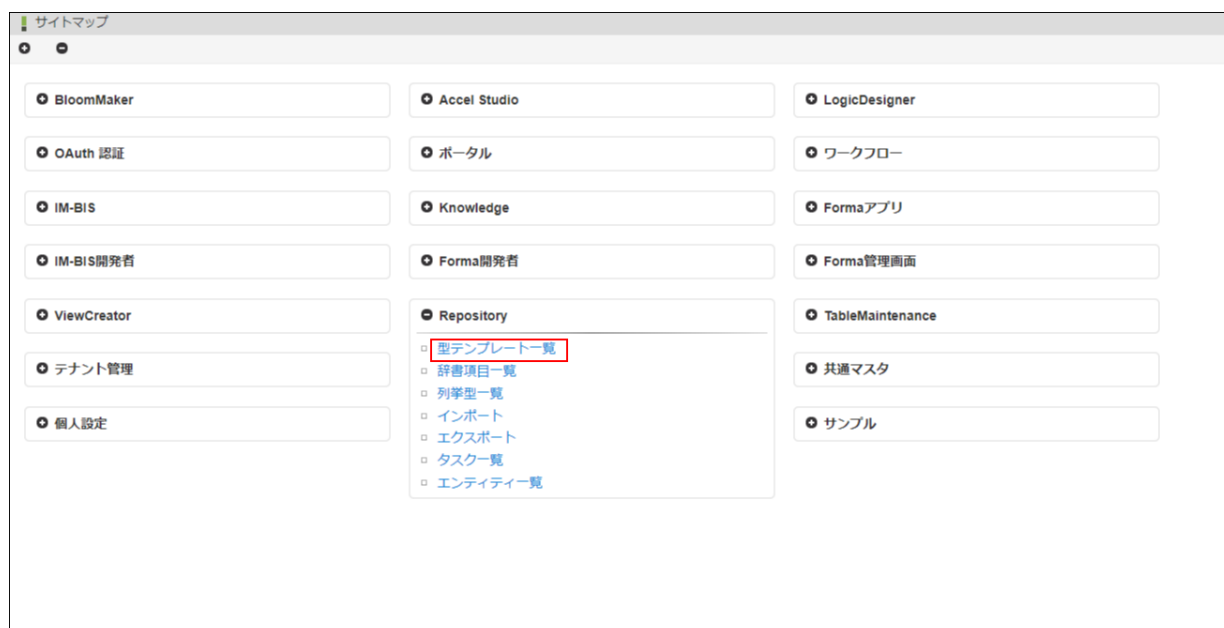 サイトマップ
BloomMaker
Accel Studio
LogicDesigner
OAuth 認証
ポータル
ワークフロー
IM-BIS
Knowledge
Formaアプリ
IM-BIS開発者
Forma開発者
Forma管理画面
ViewCreator
Repository
TableMaintenance
型テンプレート一覧
テナント管理
辞書項目一覧
共通マスタ
列挙型一覧
インポート
個人設定
サンプル
エクスポート
タスク一覧
エンティティ一覧